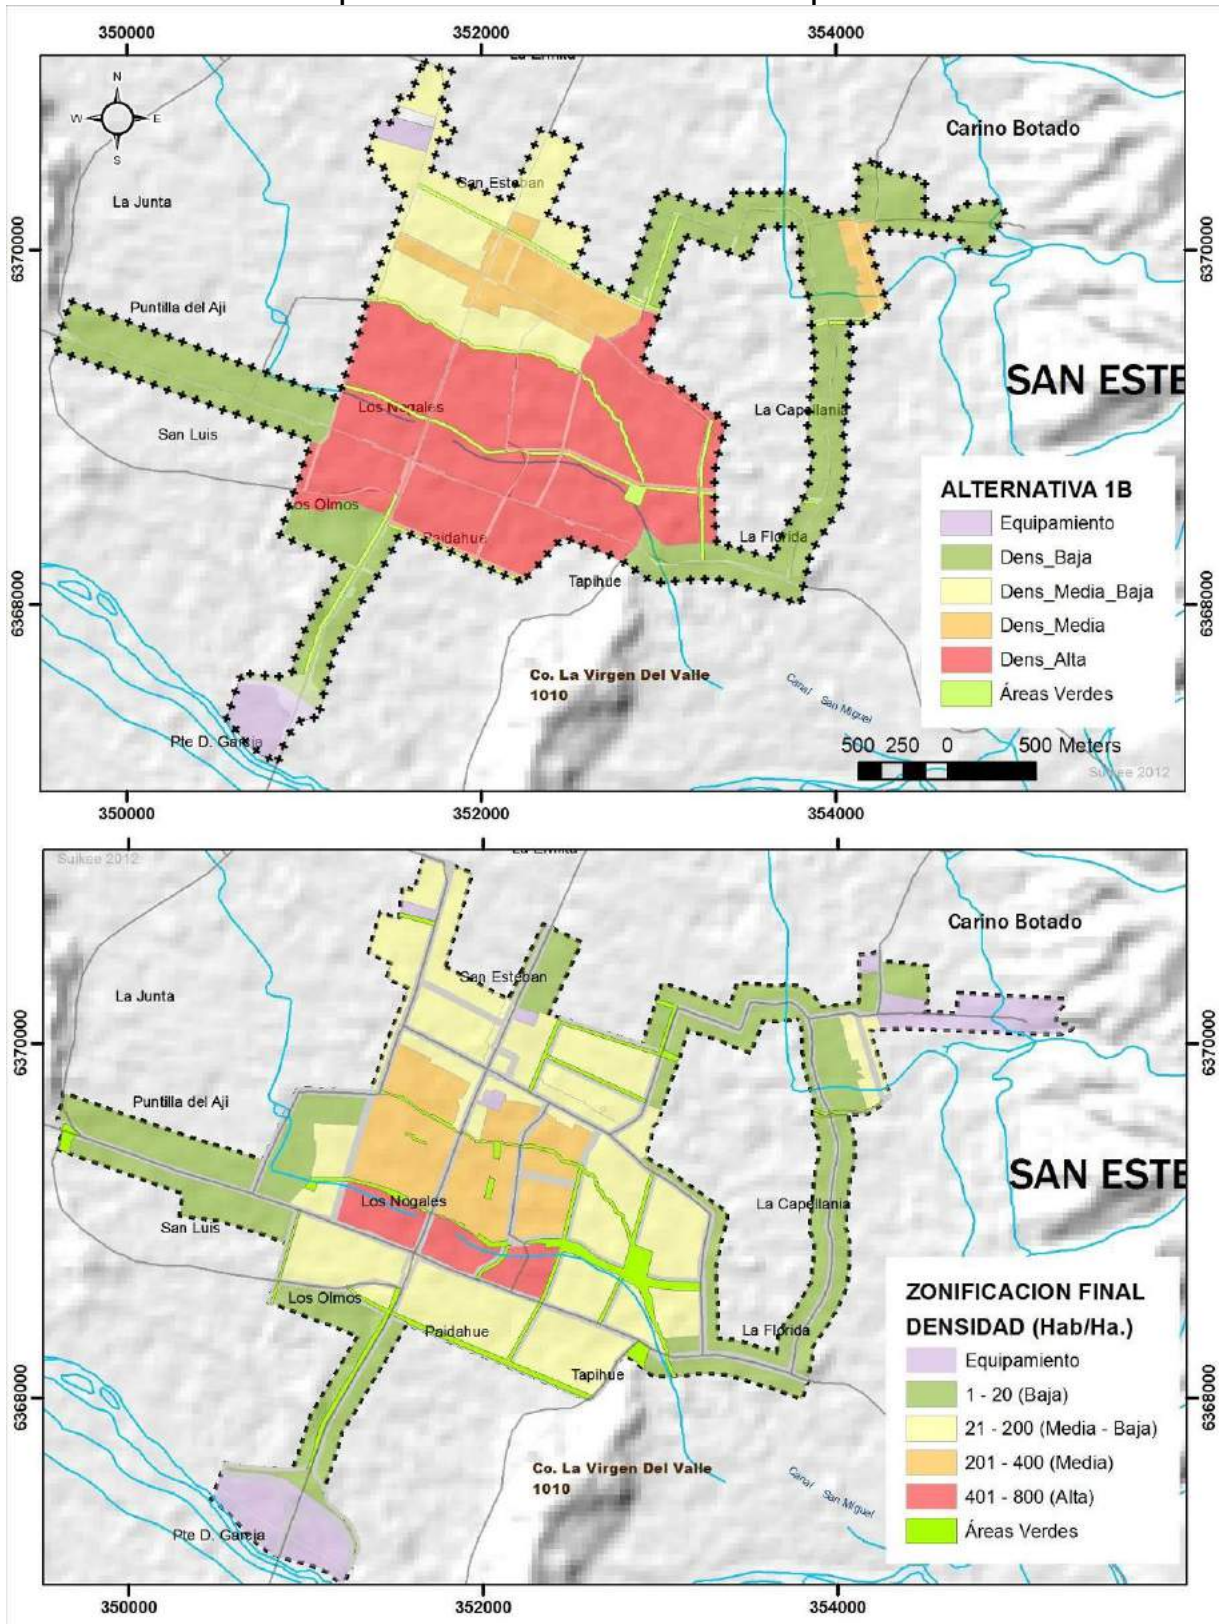 350000 352000 354000
La Ermita
N
W E
S
Carino Botado
La Junta
San Esteban
6370000 6370000
Puntilla del Aji
SAN ESTE
Los Nogales
La Capellania
San Luis
ALTERNATIVA 1B
Equipamiento
Los Olmos
Paidahue
La Florida
Dens_Baja
Tapihue
Dens_Media_Baja
6368000 6368000
Dens_Media
Dens_Alta
Co. La Virgen Del Valle
1010
Canal San Miguel
Áreas Verdes
Pte D. Garcia
500 250 0 500 Meters
Suikee 2012
350000 352000 354000
Suikee 2012
La Ermita
Carino Botado
San Esteban
La Junta
6370000 6370000
Puntilla del Aji
SAN ESTE
Los Nogales
La Capellania
San Luis
ZONIFICACION FINAL
DENSIDAD (Hab/Ha.)
Los Olmos
Paidahue
La Florida
Equipamiento
Tapihue
1 - 20 (Baja)
6368000 6368000
21 - 200 (Media - Baja)
201 - 400 (Media)
Co. La Virgen Del Valle
1010
Canal San Miguel
401 - 800 (Alta)
Pte D. Garcia
Áreas Verdes
350000 352000 354000